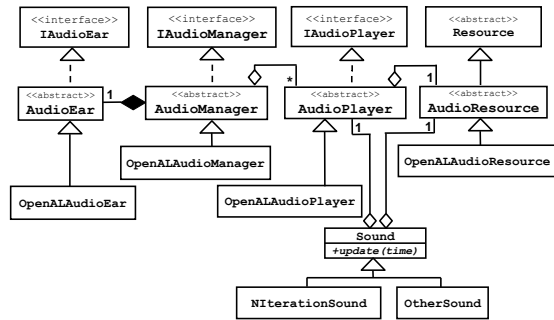 <<interface>>
IAudioEar
<<interface>>
IAudioManager
<<interface>>
IAudioPlayer
<<abstract>>
Resource
<<abstract>>
AudioEar
1
<<abstract>>
AudioManager
*
<<abstract>>
AudioPlayer
1
1
<<abstract>>
AudioResource
1
OpenALAudioManager
OpenALAudioResource
OpenALAudioEar
OpenALAudioPlayer
Sound
+update(time)
NIterationSound
OtherSound